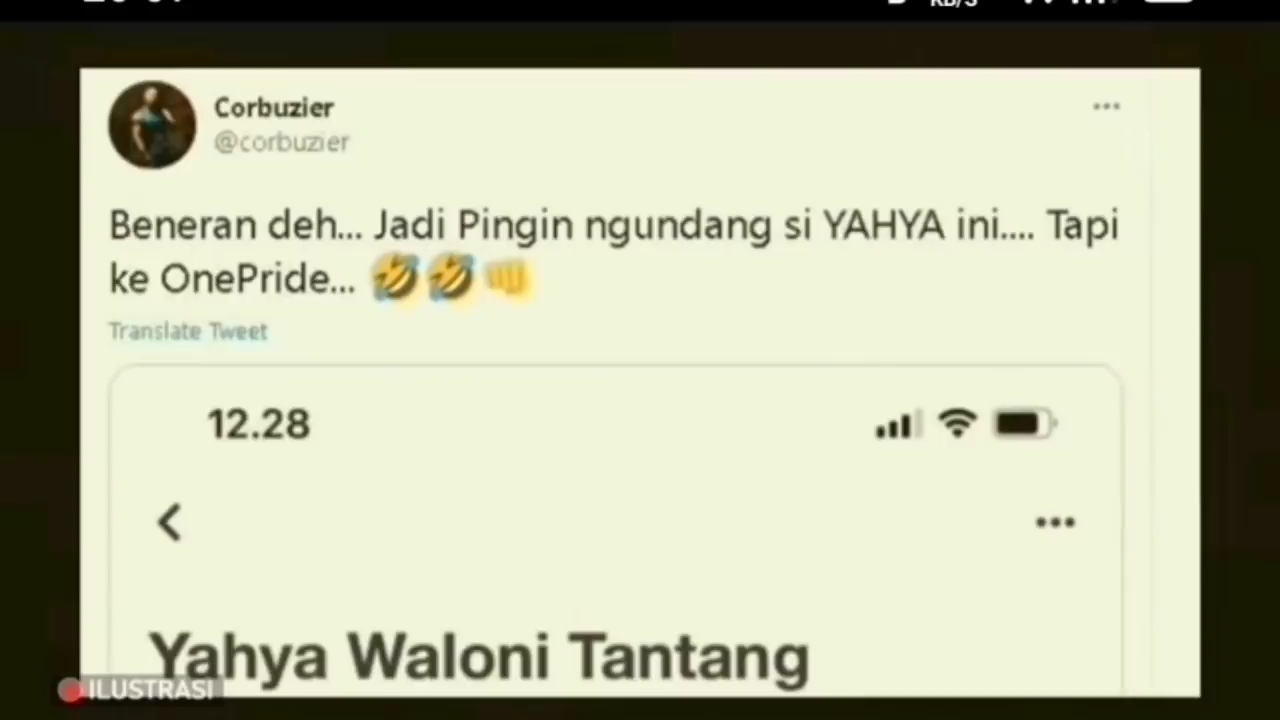 Corbuzier
@corbuzier
Beneran deh... Jadi Pingin ngundang si YAHYA ini.... Tapi
ke OnePride... 🤣🤣👊
Translate Tweet
12.28
Yahya Waloni Tantang
ILUSTRASI